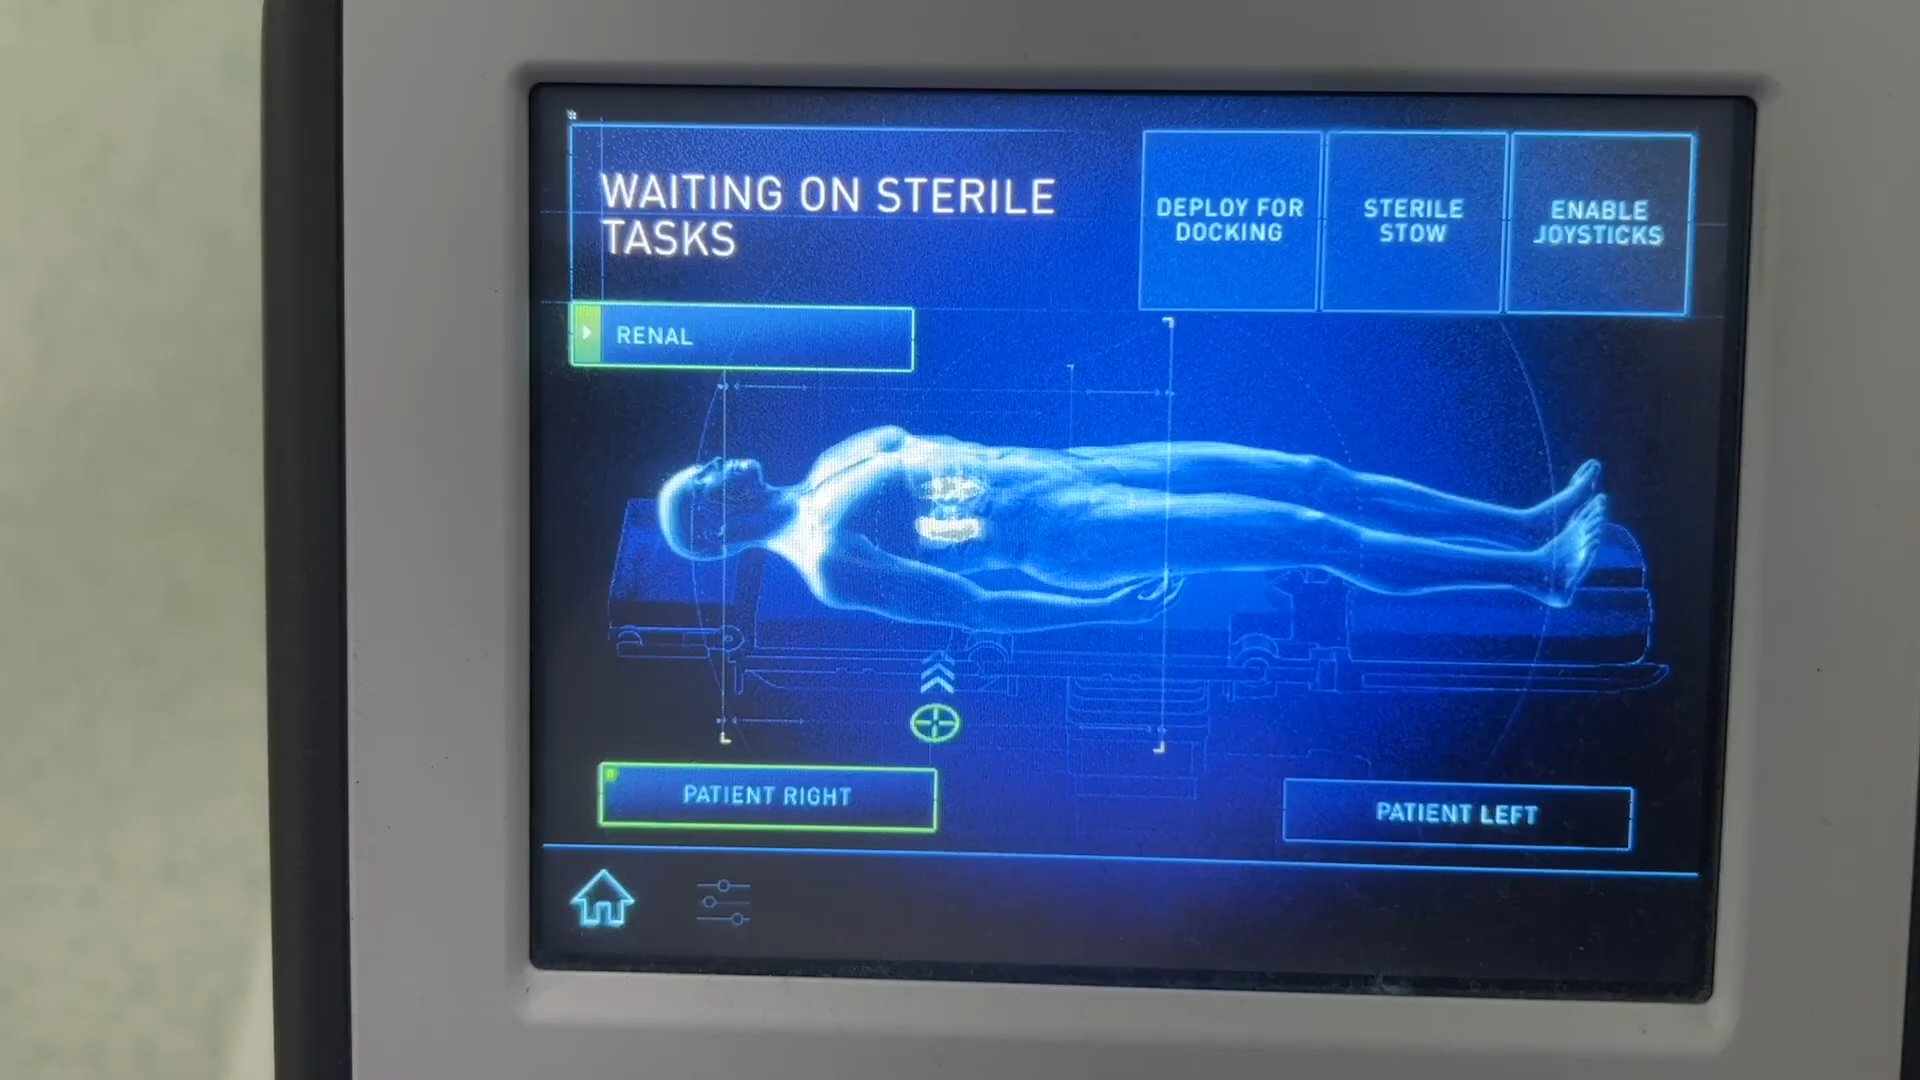 WAITING ON STERILE
TASKS
DEPLOY FOR
DOCKING
STERILE
STOW
ENABLE
JOYSTICKS
RENAL
PATIENT RIGHT
PATIENT LEFT